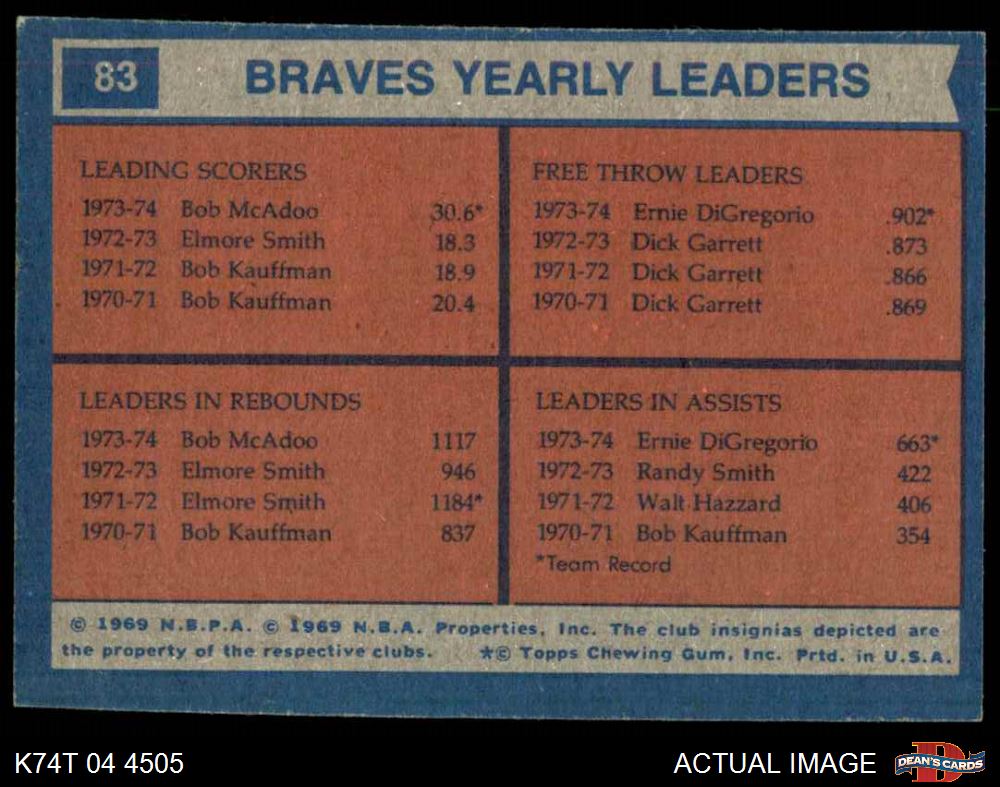 83 BRAVES YEARLY LEADERS
LEADING SCORERS
1973-74 Bob McAdoo 30.6*
1972-73 Elmore Smith 18.3
1971-72 Bob Kauffman 18.9
1970-71 Bob Kauffman 20.4
FREE THROW LEADERS
1973-74 Ernie DiGregorio .902*
1972-73 Dick Garrett .873
1971-72 Dick Garrett .866
1970-71 Dick Garrett .869
LEADERS IN REBOUNDS
1973-74 Bob McAdoo 1117
1972-73 Elmore Smith 946
1971-72 Elmore Smith 1184*
1970-71 Bob Kauffman 837
LEADERS IN ASSISTS
1973-74 Ernie DiGregorio 663*
1972-73 Randy Smith 422
1971-72 Walt Hazzard 406
1970-71 Bob Kauffman 354
*Team Record
© 1969 N.B.P.A. © 1969 N.B.A. Properties, Inc. The club insignias depicted are
the property of the respective clubs. *© Topps Chewing Gum, Inc. Prtd. in U.S.A.
K74T 04 4505
ACTUAL IMAGE
D
DEAN'S CARDS